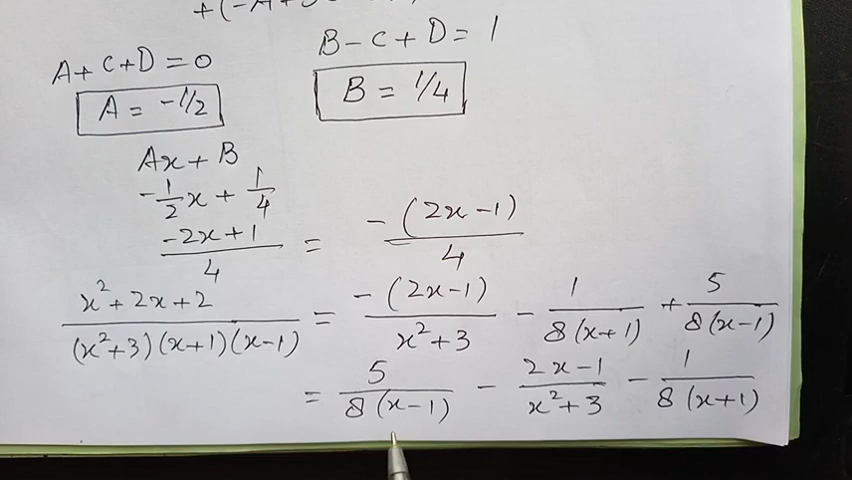 +(-A+3
A+C+D=0
B-C+D=1
A = -1/2
B = 1/4
Ax+B
-1/2 x + 1/4
(-2x+1)/4 = -(2x-1)/4
(x²+2x+2)/((x²+3)(x+1)(x-1)) = -(2x-1)/(x²+3) - 1/(8(x+1)) + 5/(8(x-1))
= 5/(8(x-1)) - (2x-1)/(x²+3) - 1/(8(x+1))